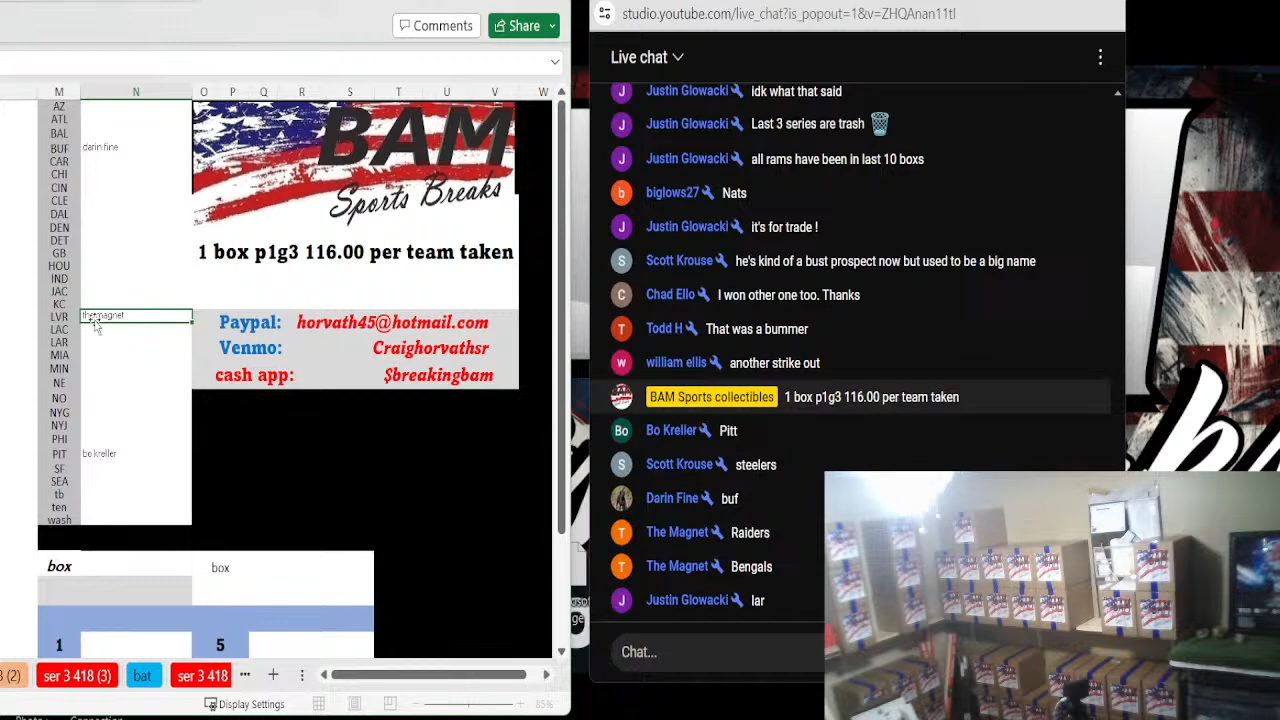 Comments
Share
M N O P Q R S T U V W
AZ
ATL
BAL
BUF darin fine
CAR
CHI
CIN
CLE
DAL
DEN
DET
GB
HOU
IND
JAC
KC
LVR the magnet
LAC
LAR
MIA
MIN
NE
NO
NYG
NYJ
PHI
PIT bo kreller
SF
SEA
tb
ten
wash
BAM
Sports Breaks
1 box p1g3 116.00 per team taken
Paypal: horvath45@hotmail.com
Venmo: Craighorvathsr
cash app: $breakingbam
box box
1 5
3 (2) ser 3 418 (3) bat ser 3 418
Display Settings
85%
studio.youtube.com/live_chat?is_popout=1&v=ZHQAnan11tI
Live chat
J Justin Glowacki idk what that said
J Justin Glowacki Last 3 series are trash
J Justin Glowacki all rams have been in last 10 boxs
b biglows27 Nats
J Justin Glowacki it's for trade !
S Scott Krouse he's kind of a bust prospect now but used to be a big name
C Chad Ello I won other one too. Thanks
T Todd H That was a bummer
w william ellis another strike out
BAM Sports collectibles 1 box p1g3 116.00 per team taken
Bo Bo Kreller Pitt
S Scott Krouse steelers
Darin Fine buf
T The Magnet Raiders
T The Magnet Bengals
J Justin Glowacki lar
Chat...